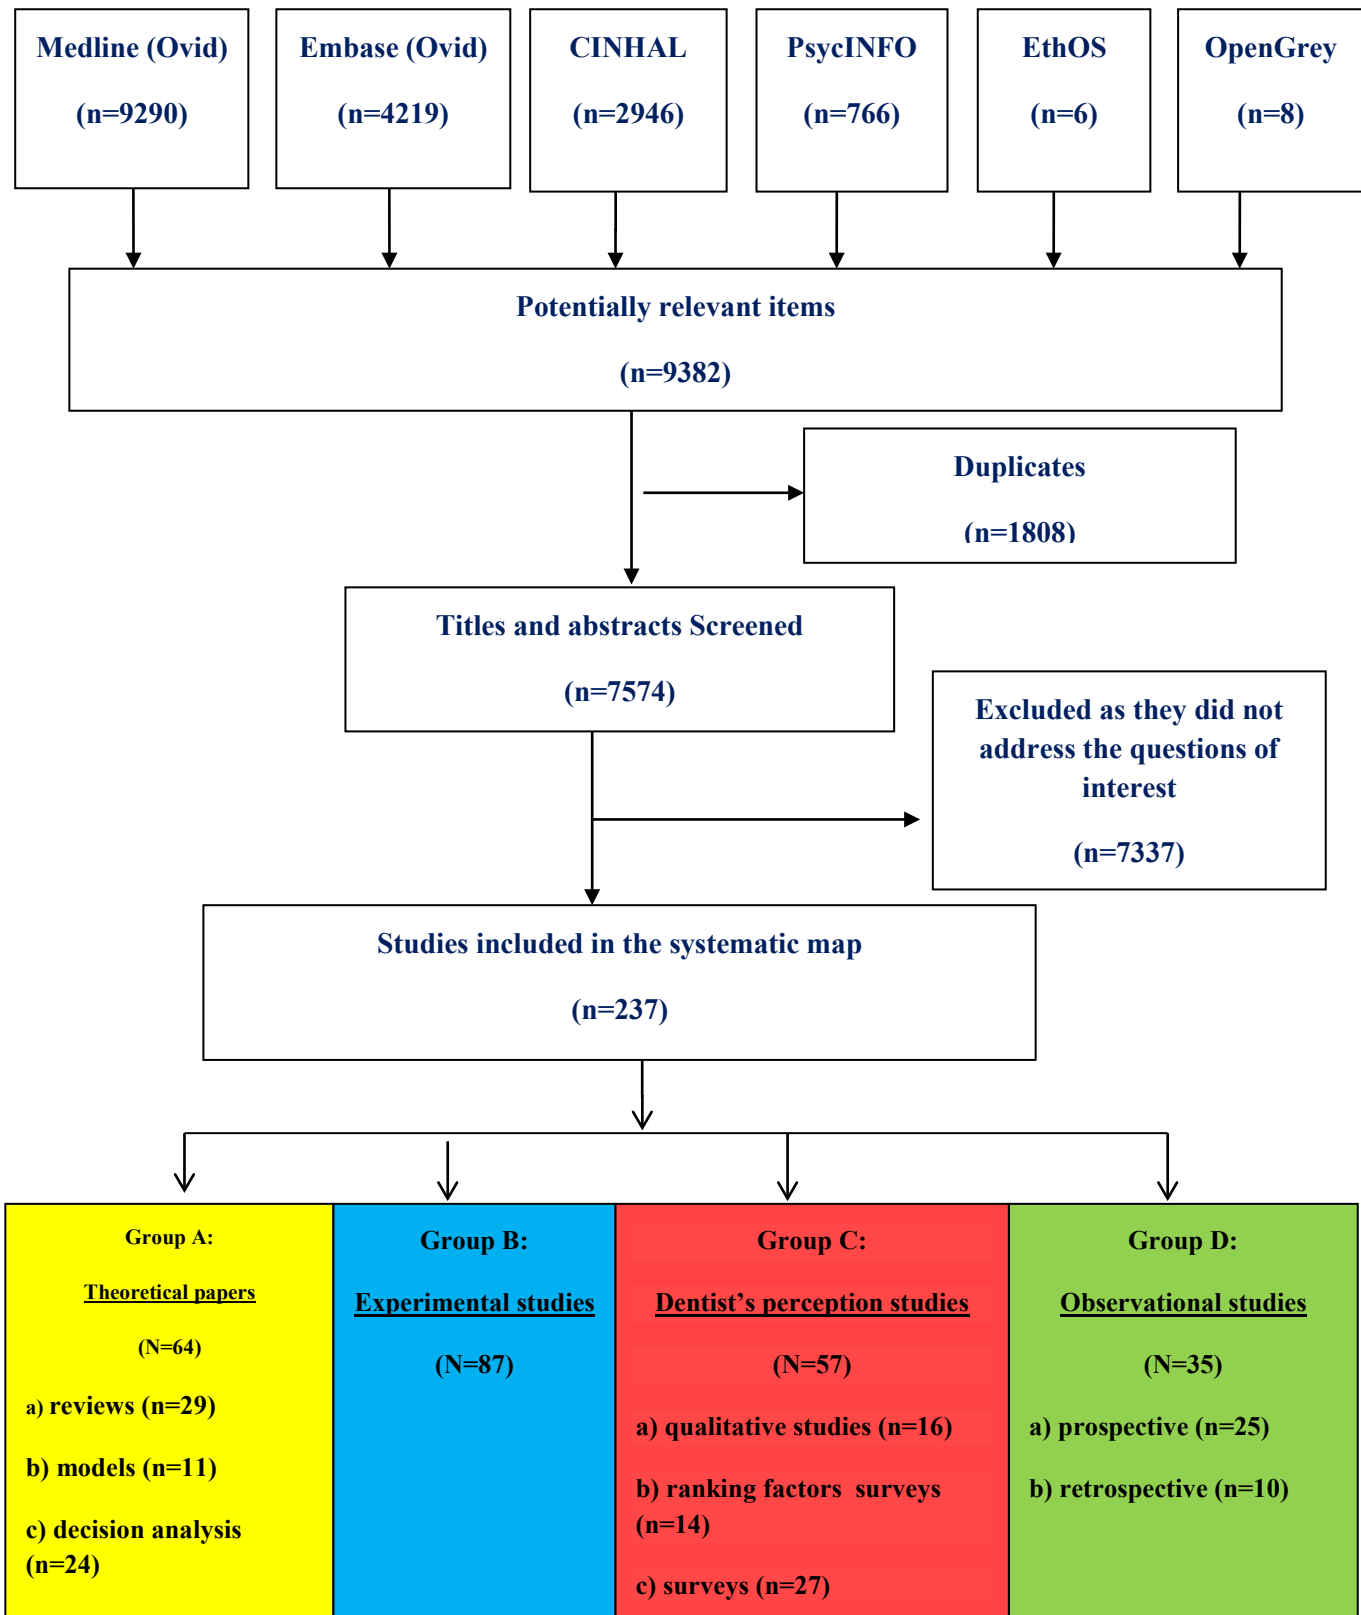 Medline (Ovid)
(n=9290)
Embase (Ovid)
(n=4219)
CINHAL
(n=2946)
PsycINFO
(n=766)
EthOS
(n=6)
OpenGrey
(n=8)
Potentially relevant items
(n=9382)
Duplicates
(n=1808)
Titles and abstracts Screened
(n=7574)
Excluded as they did not
address the questions of
interest
(n=7337)
Studies included in the systematic map
(n=237)
Group A:
Theoretical papers
(N=64)
a) reviews (n=29)
b) models (n=11)
c) decision analysis
(n=24)
Group B:
Experimental studies
(N=87)
Group C:
Dentist’s perception studies
(N=57)
a) qualitative studies (n=16)
b) ranking factors surveys
(n=14)
c) surveys (n=27)
Group D:
Observational studies
(N=35)
a) prospective (n=25)
b) retrospective (n=10)